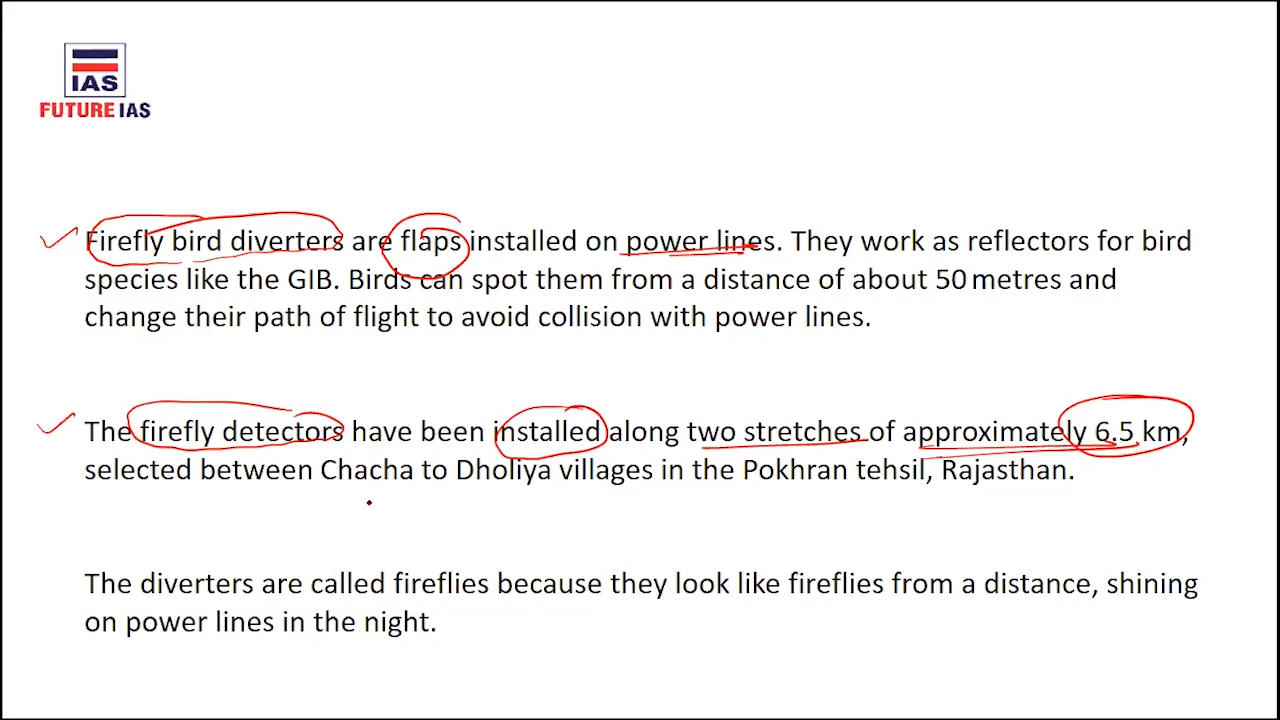 IAS
FUTURE IAS
Firefly bird diverters are flaps installed on power lines. They work as reflectors for bird
species like the GIB. Birds can spot them from a distance of about 50 metres and
change their path of flight to avoid collision with power lines.
The firefly detectors have been installed along two stretches of approximately 6.5 km,
selected between Chacha to Dholiya villages in the Pokhran tehsil, Rajasthan.
The diverters are called fireflies because they look like fireflies from a distance, shining
on power lines in the night.